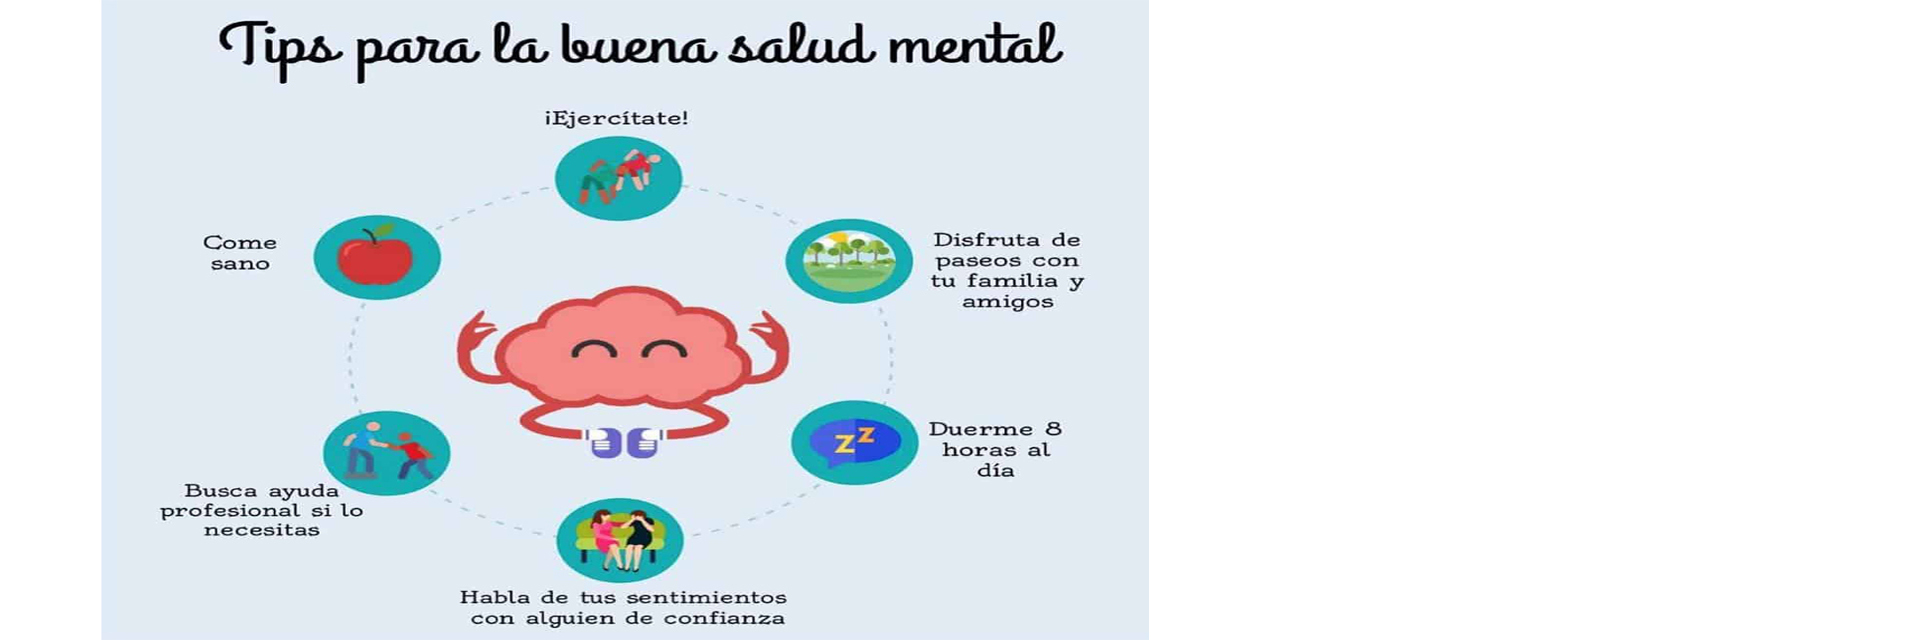 Tips para la buena salud mental
¡Ejercítate!
Disfruta de
paseos con
tu familia y
amigos
Duerme 8
horas al
día
zz
Habla de tus sentimientos
con alguien de confianza
Busca ayuda
profesional si lo
necesitas
Come
sano